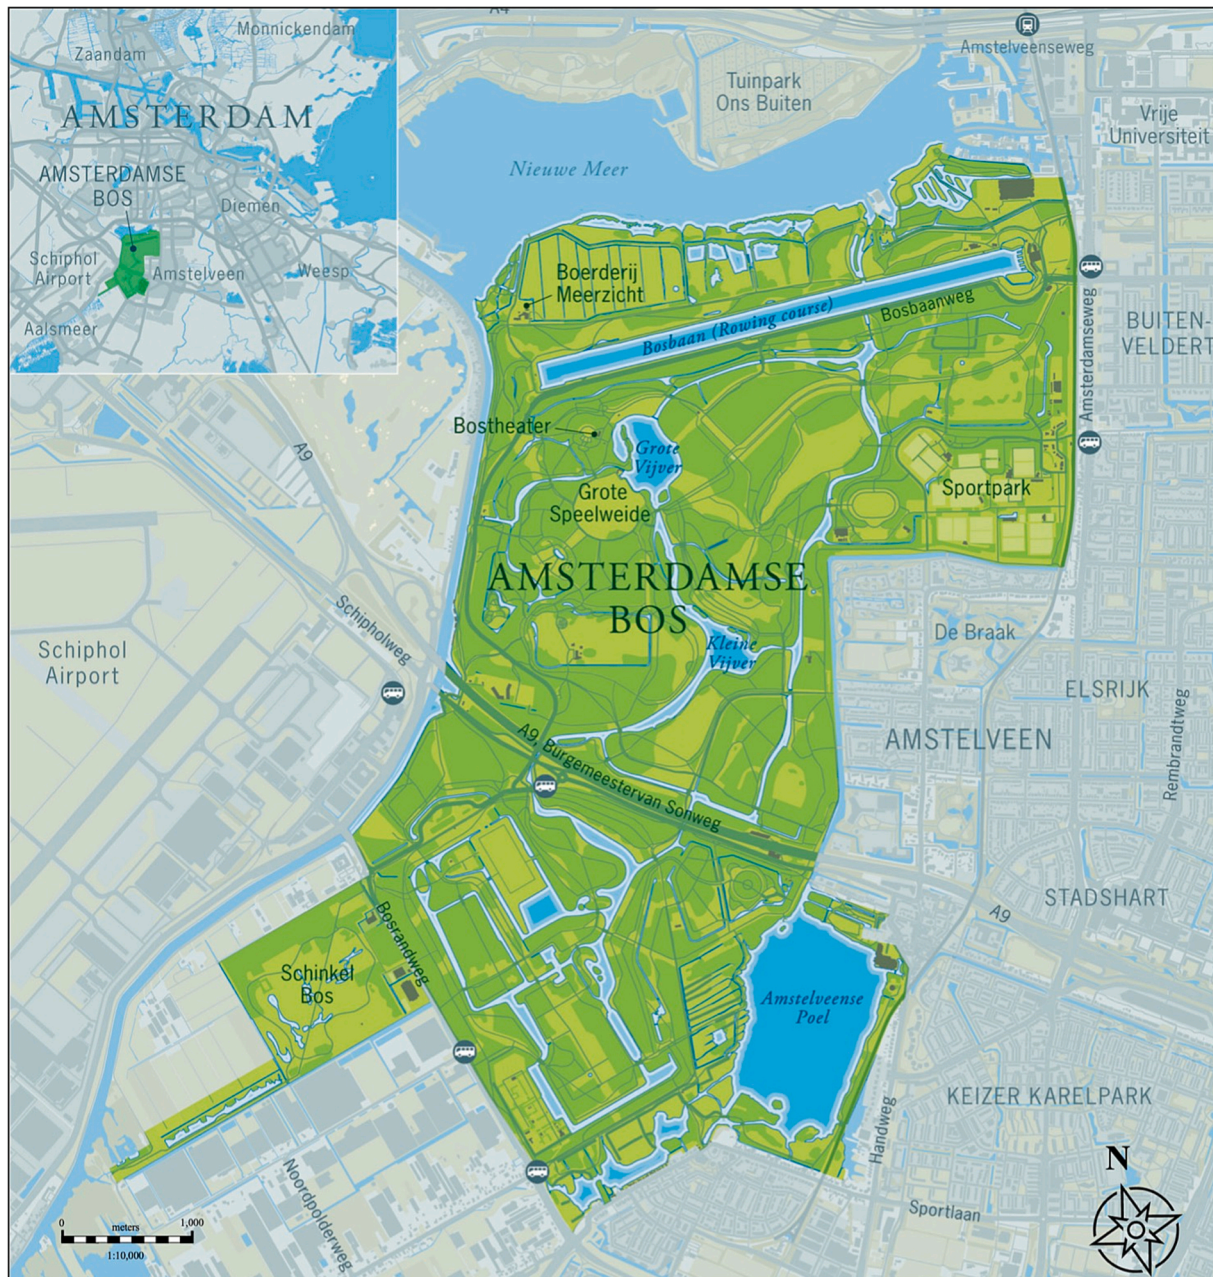 A4
Monnickendam
Zaandam
AMSTERDAM
AMSTERDAMSE
BOS
Diemen
Schiphol
Airport
Amstelveen
Weesp
Aalsmeer
Amstelveenseweg
Tuinpark
Ons Buiten
Vrije
Universiteit
Nieuwe Meer
Boerderij
Meerzicht
Bosbaan (Rowing course)
Bosbaanweg
Amsterdamseweg
BUITEN-
VELDERT
Bostheater
A9
Grote
Vijver
Grote
Speelweide
Sportpark
AMSTERDAMSE
BOS
Schipholweg
Kleine
Vijver
De Braak
Schiphol
Airport
ELSRIJK
Rembrandtweg
AMSTELVEEN
A9, Burgemeestervan Sonweg
STADSHART
A9
Bosrandweg
Schinkel
Bos
Amstelveense
Poel
KEIZER KARELPARK
Handweg
Noordpolderweg
Sportlaan
N
0
meters
1,000
1:10,000